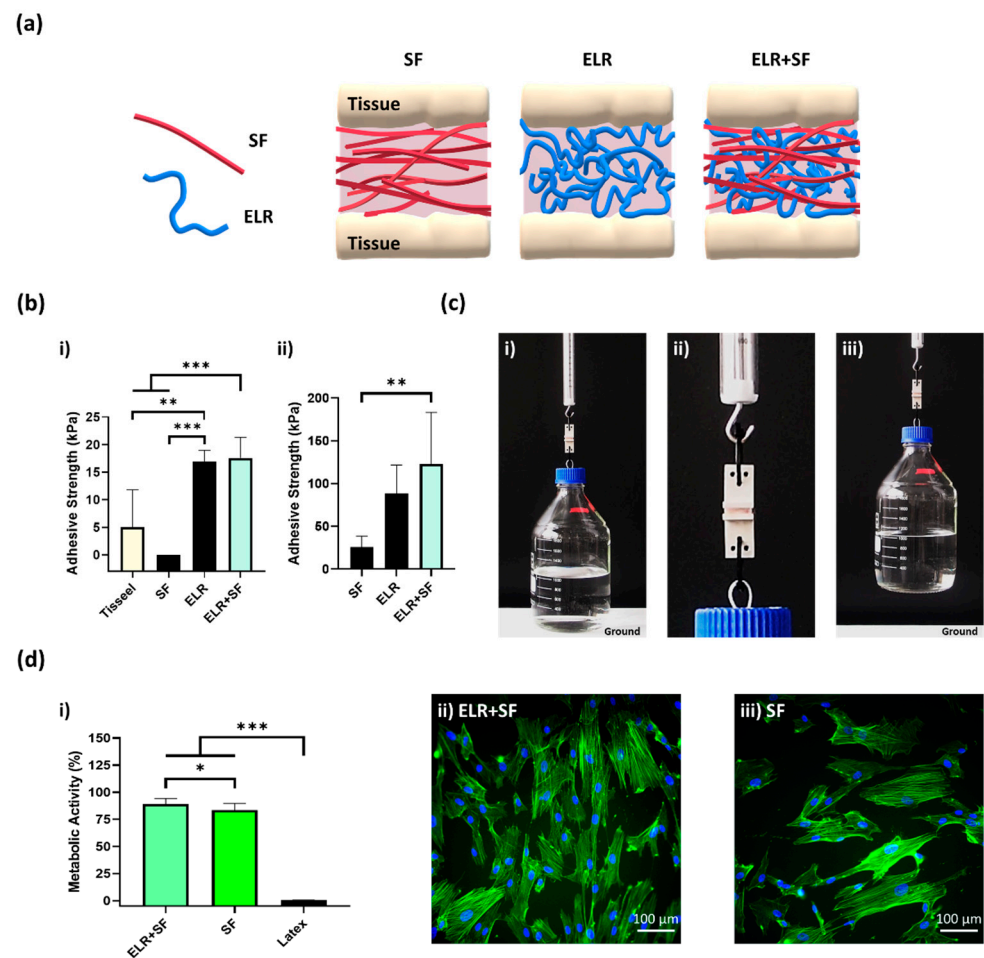 (a)
SF
ELR
ELR+SF
Tissue
SF
ELR
Tissue
(b)
(c)
i)
ii)
***
**
***
Adhesive Strength (kPa)
25
20
15
10
5
0
Tisseel
SF
ELR
ELR+SF
**
Adhesive Strength (kPa)
200
150
100
50
0
SF
ELR
ELR+SF
i)
Ground
ii)
iii)
Ground
(d)
i)
***
*
Metabolic Activity (%)
150
125
100
75
50
25
0
ELR+SF
SF
Latex
ii) ELR+SF
100 μm
iii) SF
100 μm